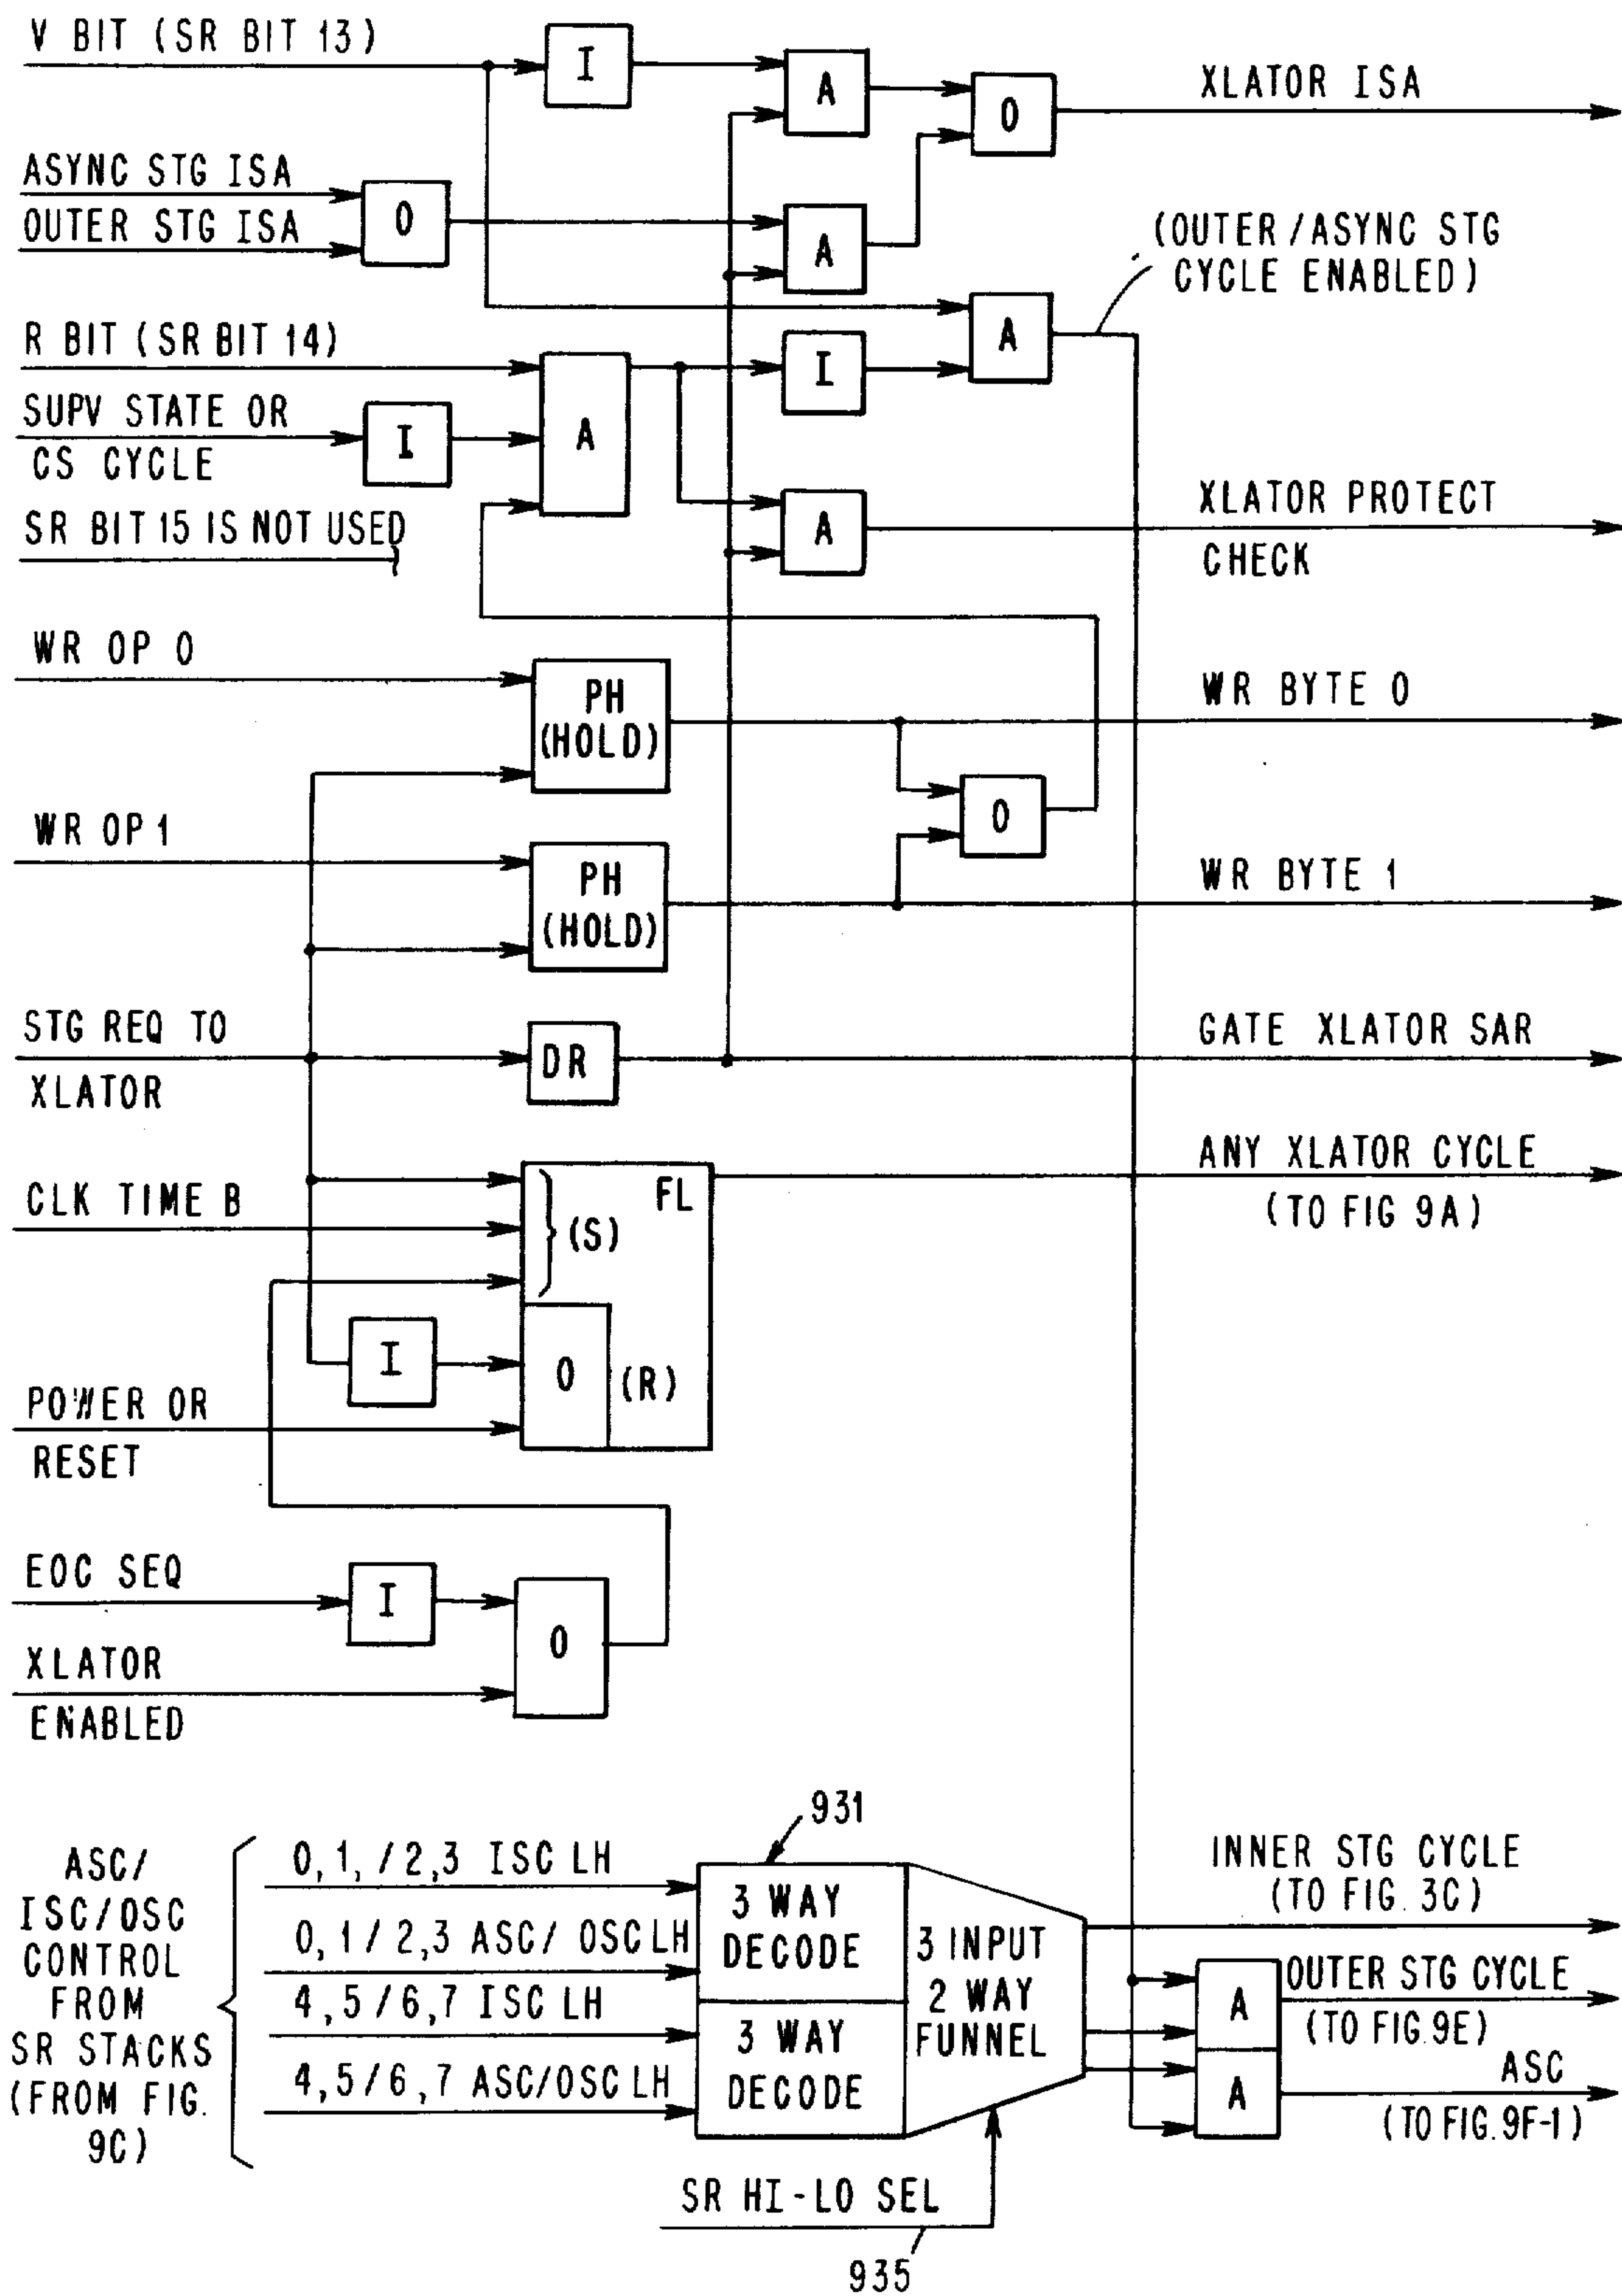 V BIT (SR BIT 13)
I
A
O
XLATOR ISA
ASYNC STG ISA
OUTER STG ISA
O
A
(OUTER/ASYNC STG
CYCLE ENABLED)
R BIT (SR BIT 14)
A
I
A
SUPV STATE OR
CS CYCLE
I
SR BIT 15 IS NOT USED
A
XLATOR PROTECT
CHECK
WR OP 0
PH
(HOLD)
WR BYTE 0
O
WR OP 1
PH
(HOLD)
WR BYTE 1
STG REQ TO
XLATOR
DR
GATE XLATOR SAR
ANY XLATOR CYCLE
(TO FIG 9A)
CLK TIME B
(S)
FL
I
O
(R)
POWER OR
RESET
EOC SEQ
I
O
XLATOR
ENABLED
931
ASC/
ISC/OSC
CONTROL
FROM
SR STACKS
(FROM FIG.
9C)
0,1,/2,3 ISC LH
0,1/2,3 ASC/ OSC LH
4,5/6,7 ISC LH
4,5/6,7 ASC/OSC LH
3 WAY
DECODE
3 WAY
DECODE
3 INPUT
2 WAY
FUNNEL
INNER STG CYCLE
(TO FIG. 3C)
A
OUTER STG CYCLE
(TO FIG. 9E)
A
ASC
(TO FIG. 9F-1)
SR HI-LO SEL
935